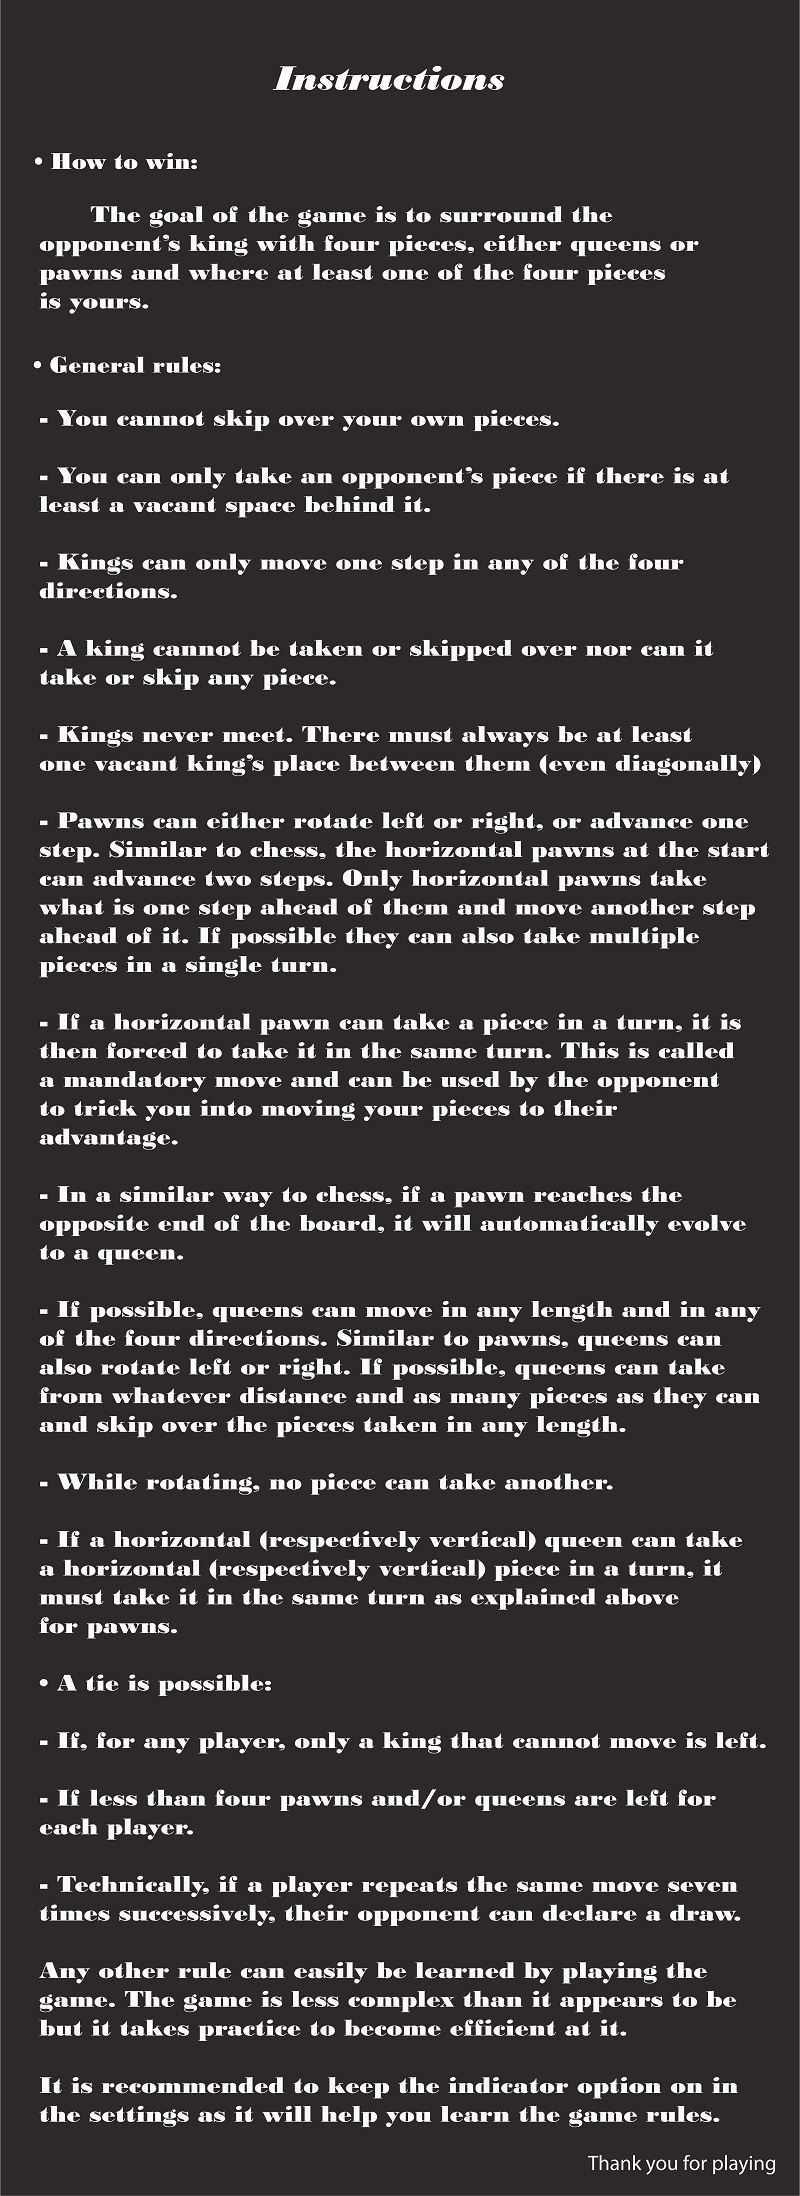 Instructions
• How to win:
The goal of the game is to surround the
opponent's king with four pieces, either queens or
pawns and where at least one of the four pieces
is yours.
• General rules:
- You cannot skip over your own pieces.
- You can only take an opponent's piece if there is at
least a vacant space behind it.
- Kings can only move one step in any of the four
directions.
- A king cannot be taken or skipped over nor can it
take or skip any piece.
- Kings never meet. There must always be at least
one vacant king's place between them (even diagonally)
- Pawns can either rotate left or right, or advance one
step. Similar to chess, the horizontal pawns at the start
can advance two steps. Only horizontal pawns take
what is one step ahead of them and move another step
ahead of it. If possible they can also take multiple
pieces in a single turn.
- If a horizontal pawn can take a piece in a turn, it is
then forced to take it in the same turn. This is called
a mandatory move and can be used by the opponent
to trick you into moving your pieces to their
advantage.
- In a similar way to chess, if a pawn reaches the
opposite end of the board, it will automatically evolve
to a queen.
- If possible, queens can move in any length and in any
of the four directions. Similar to pawns, queens can
also rotate left or right. If possible, queens can take
from whatever distance and as many pieces as they can
and skip over the pieces taken in any length.
- While rotating, no piece can take another.
- If a horizontal (respectively vertical) queen can take
a horizontal (respectively vertical) piece in a turn, it
must take it in the same turn as explained above
for pawns.
• A tie is possible:
- If, for any player, only a king that cannot move is left.
- If less than four pawns and/or queens are left for
each player.
- Technically, if a player repeats the same move seven
times successively, their opponent can declare a draw.
Any other rule can easily be learned by playing the
game. The game is less complex than it appears to be
but it takes practice to become efficient at it.
It is recommended to keep the indicator option on in
the settings as it will help you learn the game rules.
Thank you for playing